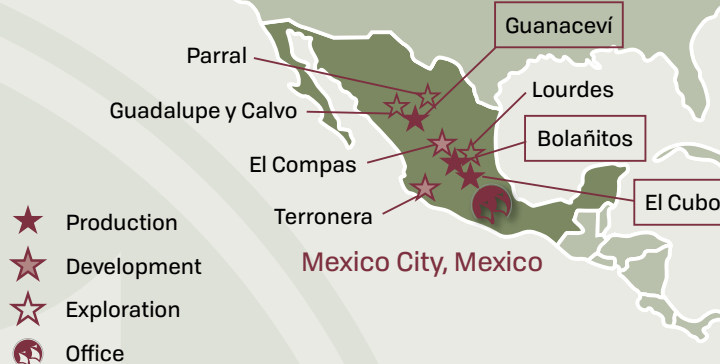 Guanaceví
Parral
Lourdes
Guadalupe y Calvo
Bolañitos
El Compas
El Cubo
Terronera
Production
Mexico City, Mexico
Development
Exploration
Office